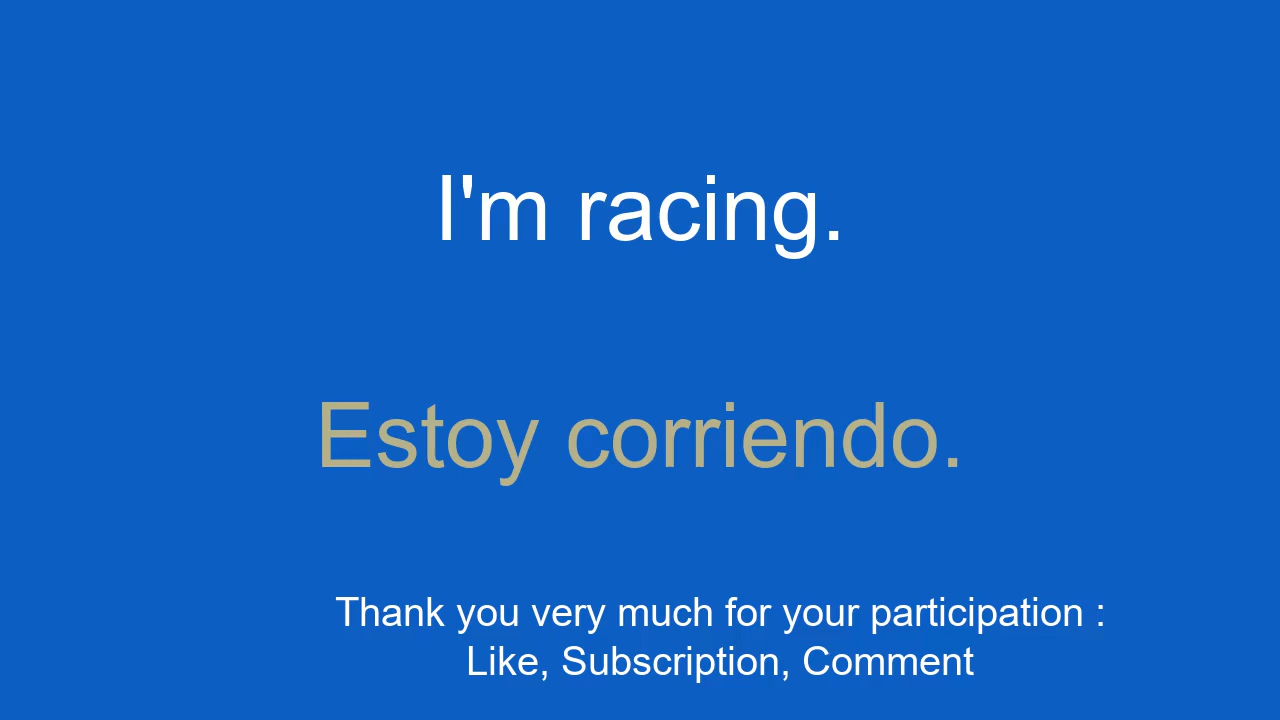 I'm racing.
Estoy corriendo.
Thank you very much for your participation :
Like, Subscription, Comment